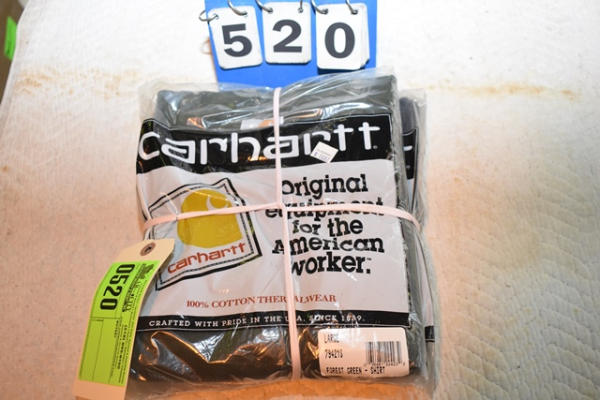 520
carhartt
Original
equipment
for the
American
worker.
carhartt
100% COTTON THERMALWEAR
CRAFTED WITH PRIDE IN THE U.S.A. SINCE 1889.
LARGE
FOREST GREEN - SHIRT
0520